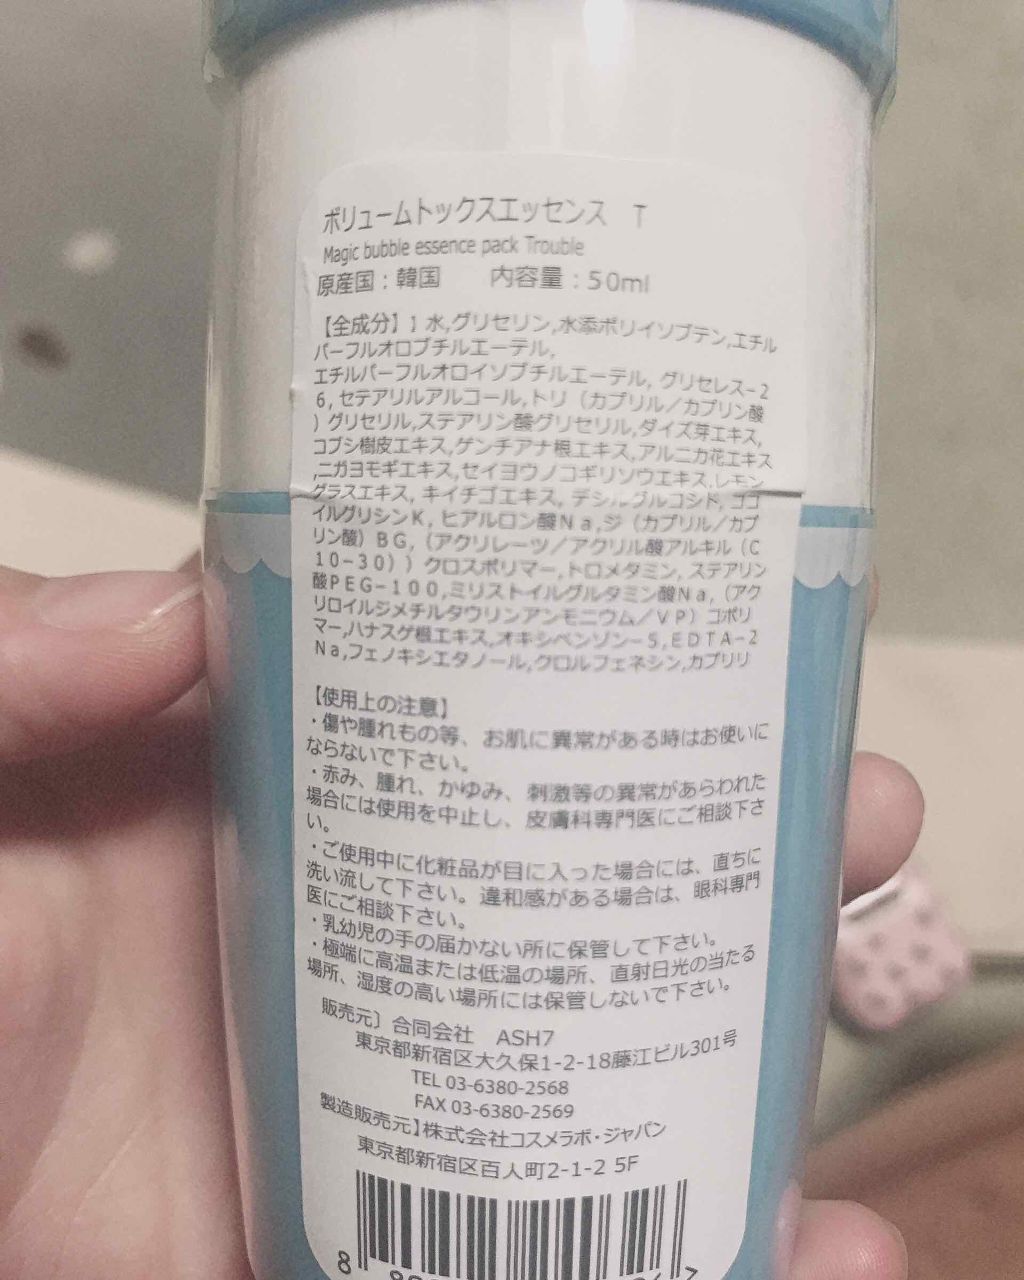 ボリュームトックスエッセンス T
Magic bubble essence pack Trouble
原産国：韓国 内容量：50ml
【全成分】1 水,グリセリン,水添ポリイソブテン,エチル
パーフルオロブチルエーテル,
エチルパーフルオロイソブチルエーテル, グリセレス-2
6, セテアリルアルコール,トリ（カプリル／カプリン酸
）グリセリル,ステアリン酸グリセリル,ダイズ芽エキス,
コブシ樹皮エキス,ゲンチアナ根エキス,アルニカ花エキス
,ニガヨモギエキス,セイヨウノコギリソウエキス,レモン
グラスエキス, キイチゴエキス, デシルグルコシド, ココ
イルグリシンK, ヒアルロン酸Na,ジ（カプリル／カプ
リン酸）BG,（アクリレーツ／アクリル酸アルキル（C
10-30））クロスポリマー,トロメタミン, ステアリン
酸PEG-100,ミリストイルグルタミン酸Na,（アク
リロイルジメチルタウリンアンモニウム／VP）コポリ
マー,ハナスゲ根エキス,オキシベンゾン-5,EDTA-2
Na,フェノキシエタノール,クロルフェネシン,カプリリ
【使用上の注意】
・傷や腫れもの等、お肌に異常がある時はお使いに
ならないで下さい。
・赤み、腫れ、かゆみ、刺激等の異常があらわれた
場合には使用を中止し、皮膚科専門医にご相談下さ
い。
・ご使用中に化粧品が目に入った場合には、直ちに
洗い流して下さい。違和感がある場合は、眼科専門
医にご相談下さい。
・乳幼児の手の届かない所に保管して下さい。
・極端に高温または低温の場所、直射日光の当たる
場所、湿度の高い場所には保管しないで下さい。
販売元〕合同会社 ASH7
東京都新宿区大久保1-2-18藤江ビル301号
TEL 03-6380-2568
FAX 03-6380-2569
製造販売元】株式会社コスメラボ・ジャパン
東京都新宿区百人町2-1-2 5F